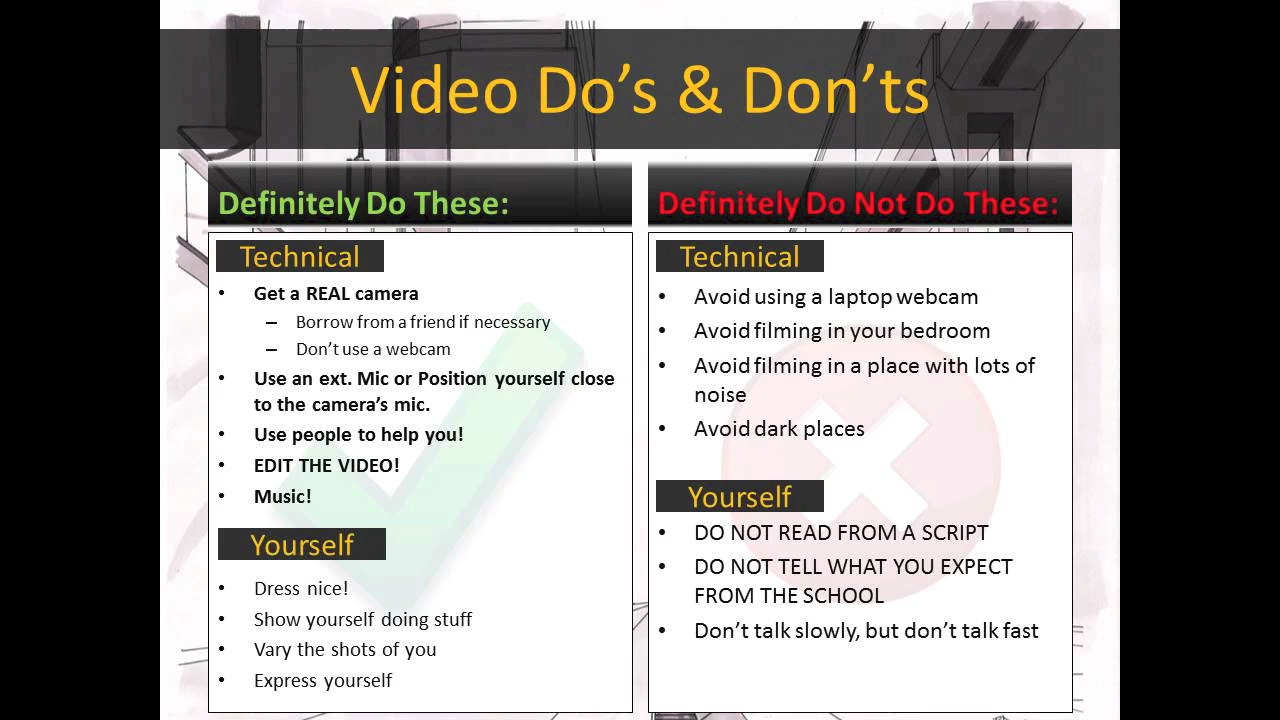 Video Do’s & Don’ts
Definitely Do These:
Technical
• Get a REAL camera
– Borrow from a friend if necessary
– Don’t use a webcam
• Use an ext. Mic or Position yourself close
to the camera’s mic.
• Use people to help you!
• EDIT THE VIDEO!
• Music!
Yourself
• Dress nice!
• Show yourself doing stuff
• Vary the shots of you
• Express yourself
Definitely Do Not Do These:
Technical
• Avoid using a laptop webcam
• Avoid filming in your bedroom
• Avoid filming in a place with lots of
noise
• Avoid dark places
Yourself
• DO NOT READ FROM A SCRIPT
• DO NOT TELL WHAT YOU EXPECT
FROM THE SCHOOL
• Don’t talk slowly, but don’t talk fast